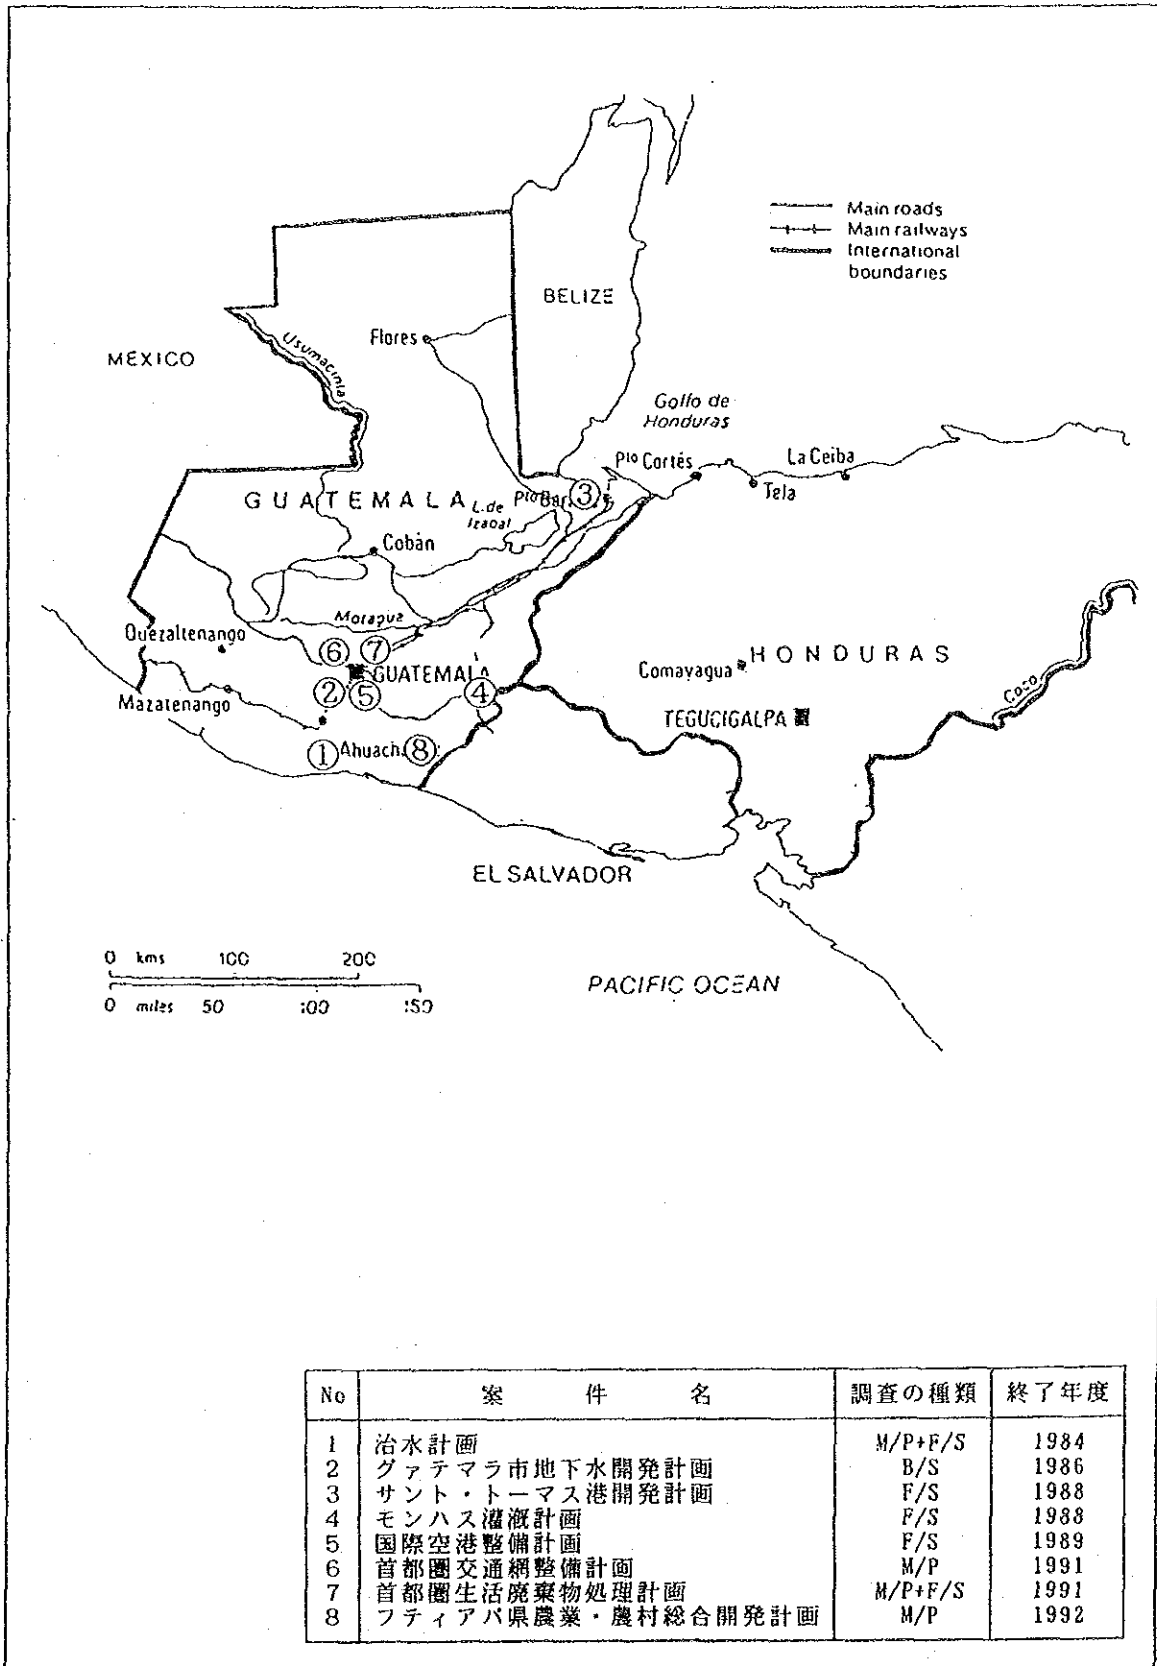 Main roads
Main railways
International
boundaries
BELIZE
Flores
MEXICO
Usumacinta
Golfo de
Honduras
Pto Cortés
La Ceiba
Tela
③
GUATEMALA
L. de
Izabal
Cobán
Motagua
Quezaltenango
⑥
⑦
GUATEMALA
HONDURAS
Comayagua
Mazatenango
②
⑤
④
Coco
TEGUCIGALPA
①
Ahuach
⑧
EL SALVADOR
0 kms 100 200
0 miles 50 100 150
PACIFIC OCEAN
No 案件名 調査の種類 終了年度
1 治水計画 M/P+F/S 1984
2 グァテマラ市地下水開発計画 B/S 1986
3 サント・トーマス港開発計画 F/S 1988
4 モンハス灌漑計画 F/S 1988
5 国際空港整備計画 F/S 1989
6 首都圏交通網整備計画 M/P 1991
7 首都圏生活廃棄物処理計画 M/P+F/S 1991
8 フティアパ県農業・農村総合開発計画 M/P 1992